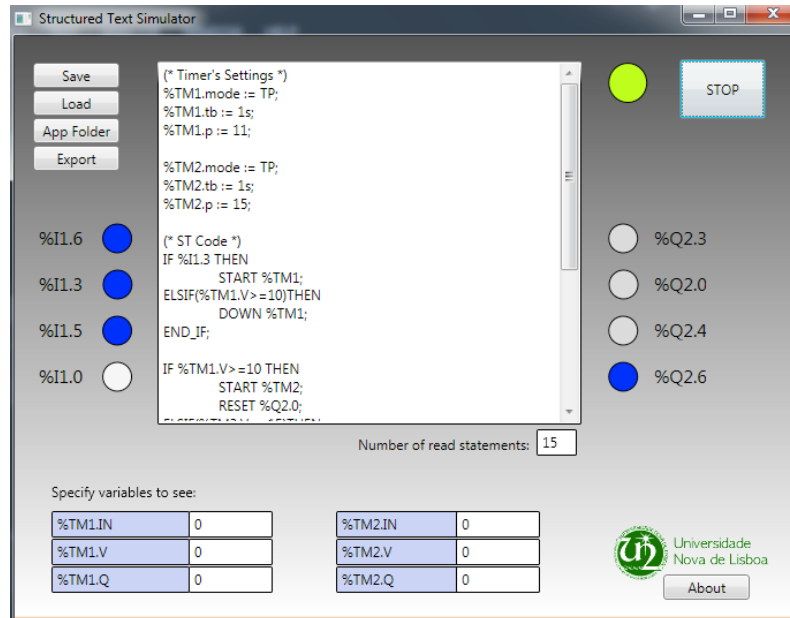 Structured Text Simulator
Save
Load
App Folder
Export
(* Timer's Settings *)
%TM1.mode := TP;
%TM1.tb := 1s;
%TM1.p := 11;
%TM2.mode := TP;
%TM2.tb := 1s;
%TM2.p := 15;
(* ST Code *)
IF %I1.3 THEN
START %TM1;
ELSIF(%TM1.V>=10)THEN
DOWN %TM1;
END_IF;
IF %TM1.V>=10 THEN
START %TM2;
RESET %Q2.0;
STOP
%I1.6
%I1.3
%I1.5
%I1.0
%Q2.3
%Q2.0
%Q2.4
%Q2.6
Number of read statements: 15
Specify variables to see:
%TM1.IN 0
%TM1.V 0
%TM1.Q 0
%TM2.IN 0
%TM2.V 0
%TM2.Q 0
Universidade
Nova de Lisboa
About